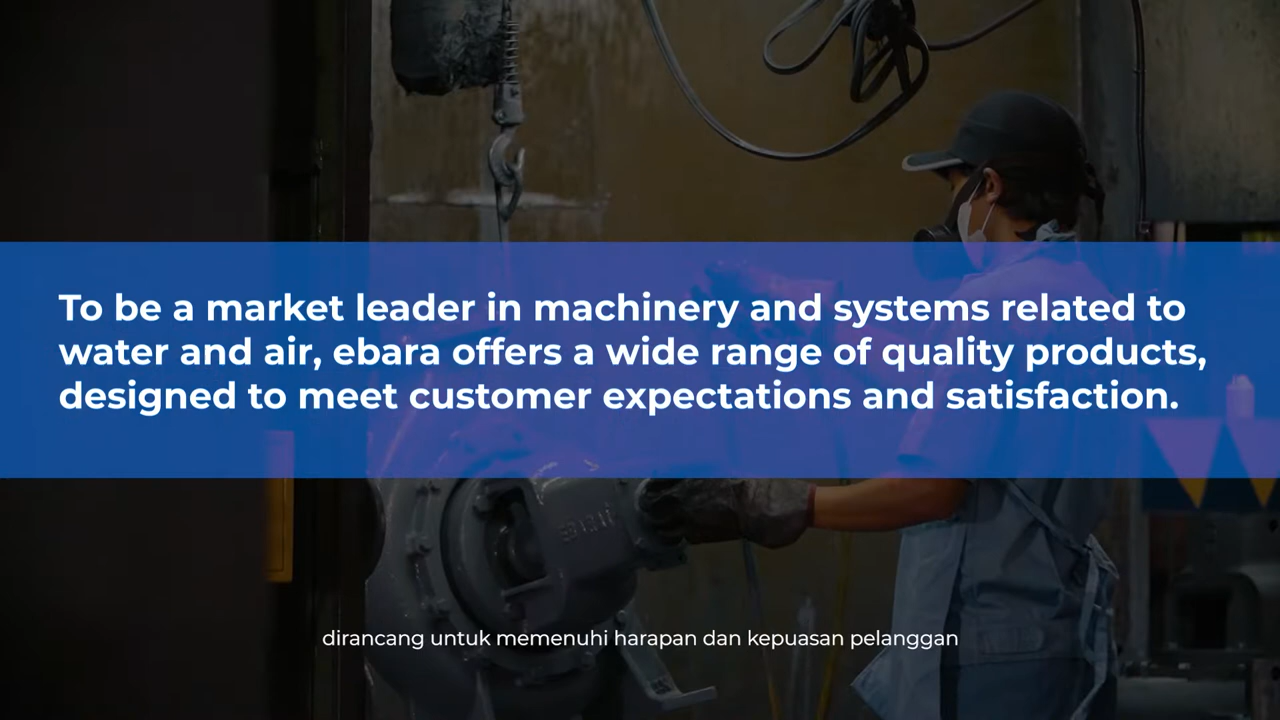 To be a market leader in machinery and systems related to
water and air, ebara offers a wide range of quality products,
designed to meet customer expectations and satisfaction.
EBARA
dirancang untuk memenuhi harapan dan kepuasan pelanggan